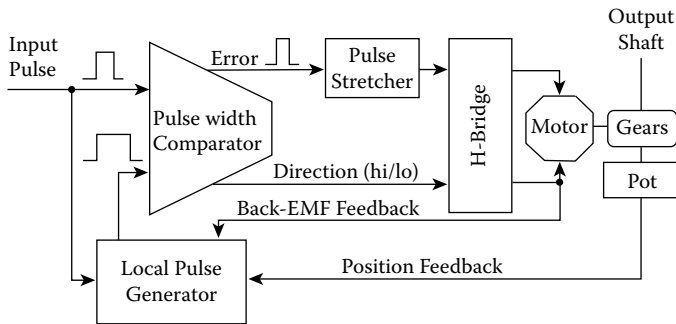 Output
Shaft
Input
Pulse
Error
Pulse
Stretcher
Pulse width
Comparator
H-Bridge
Motor
Gears
Direction (hi/lo)
Pot
Back-EMF Feedback
Local Pulse
Generator
Position Feedback